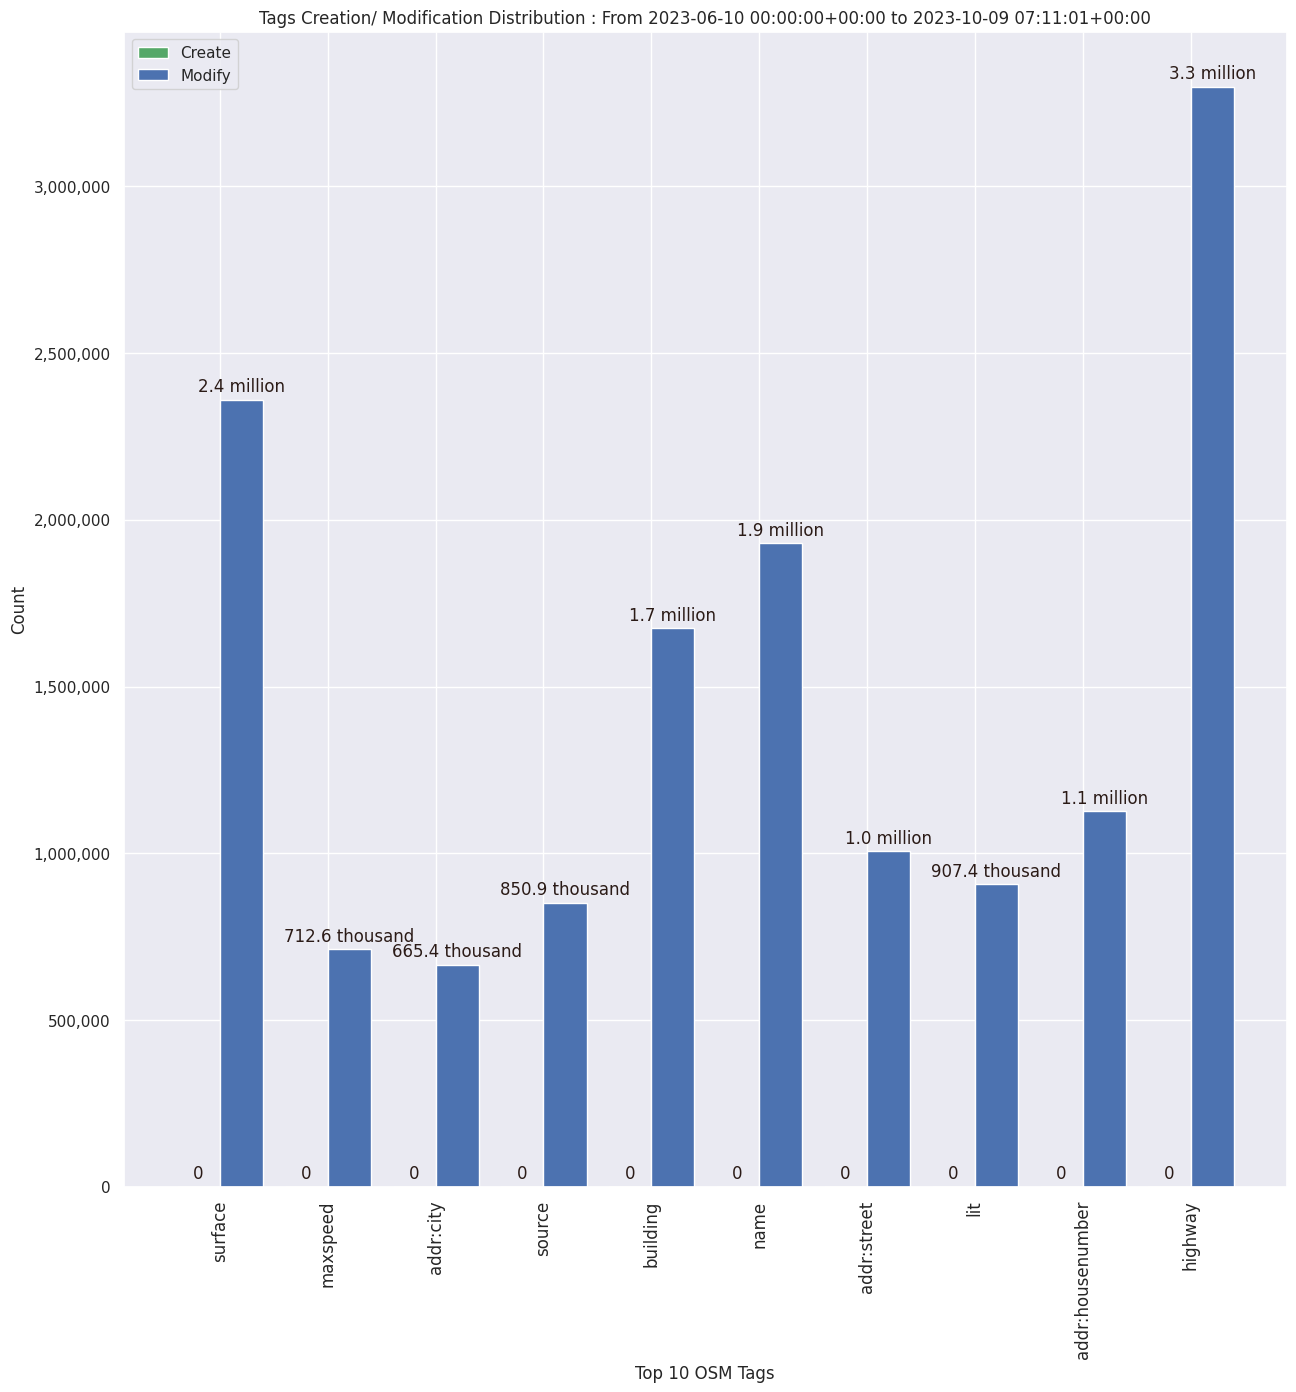 Tags Creation/ Modification Distribution : From 2023-06-10 00:00:00+00:00 to 2023-10-09 07:11:01+00:00
Create
Modify
3.3 million
3,000,000
2,500,000
2.4 million
2,000,000
1.9 million
1.7 million
1,500,000
1.1 million
1.0 million
1,000,000
907.4 thousand
850.9 thousand
712.6 thousand
665.4 thousand
500,000
0 0 0 0 0 0 0 0 0 0
0
Count
surface
maxspeed
addr:city
source
building
name
addr:street
lit
addr:housenumber
highway
Top 10 OSM Tags